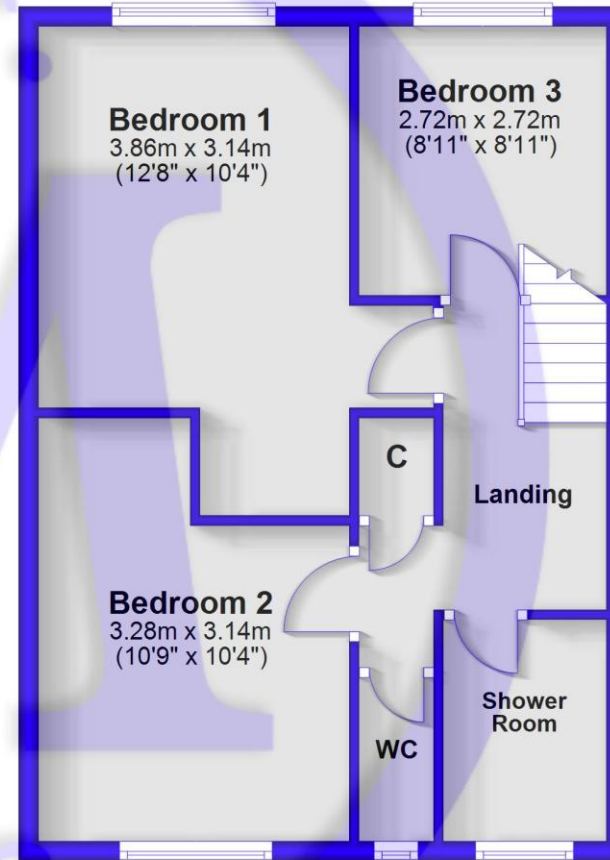 Bedroom 1
3.86m x 3.14m
(12'8" x 10'4")
Bedroom 3
2.72m x 2.72m
(8'11" x 8'11")
C
Landing
Bedroom 2
3.28m x 3.14m
(10'9" x 10'4")
Shower
Room
WC